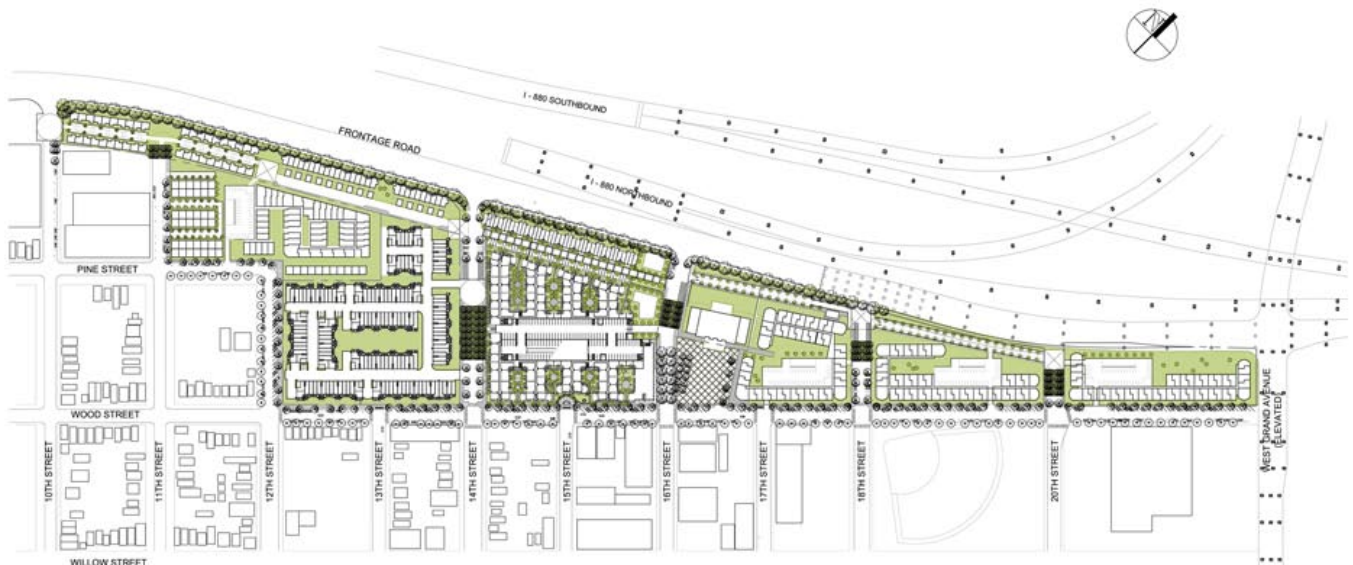 N
I - 880 SOUTHBOUND
FRONTAGE ROAD
I - 880 NORTHBOUND
PINE STREET
WOOD STREET
10TH STREET
11TH STREET
12TH STREET
13TH STREET
14TH STREET
15TH STREET
16TH STREET
17TH STREET
18TH STREET
20TH STREET
WEST GRAND AVENUE
(ELEVATED)
WILLOW STREET